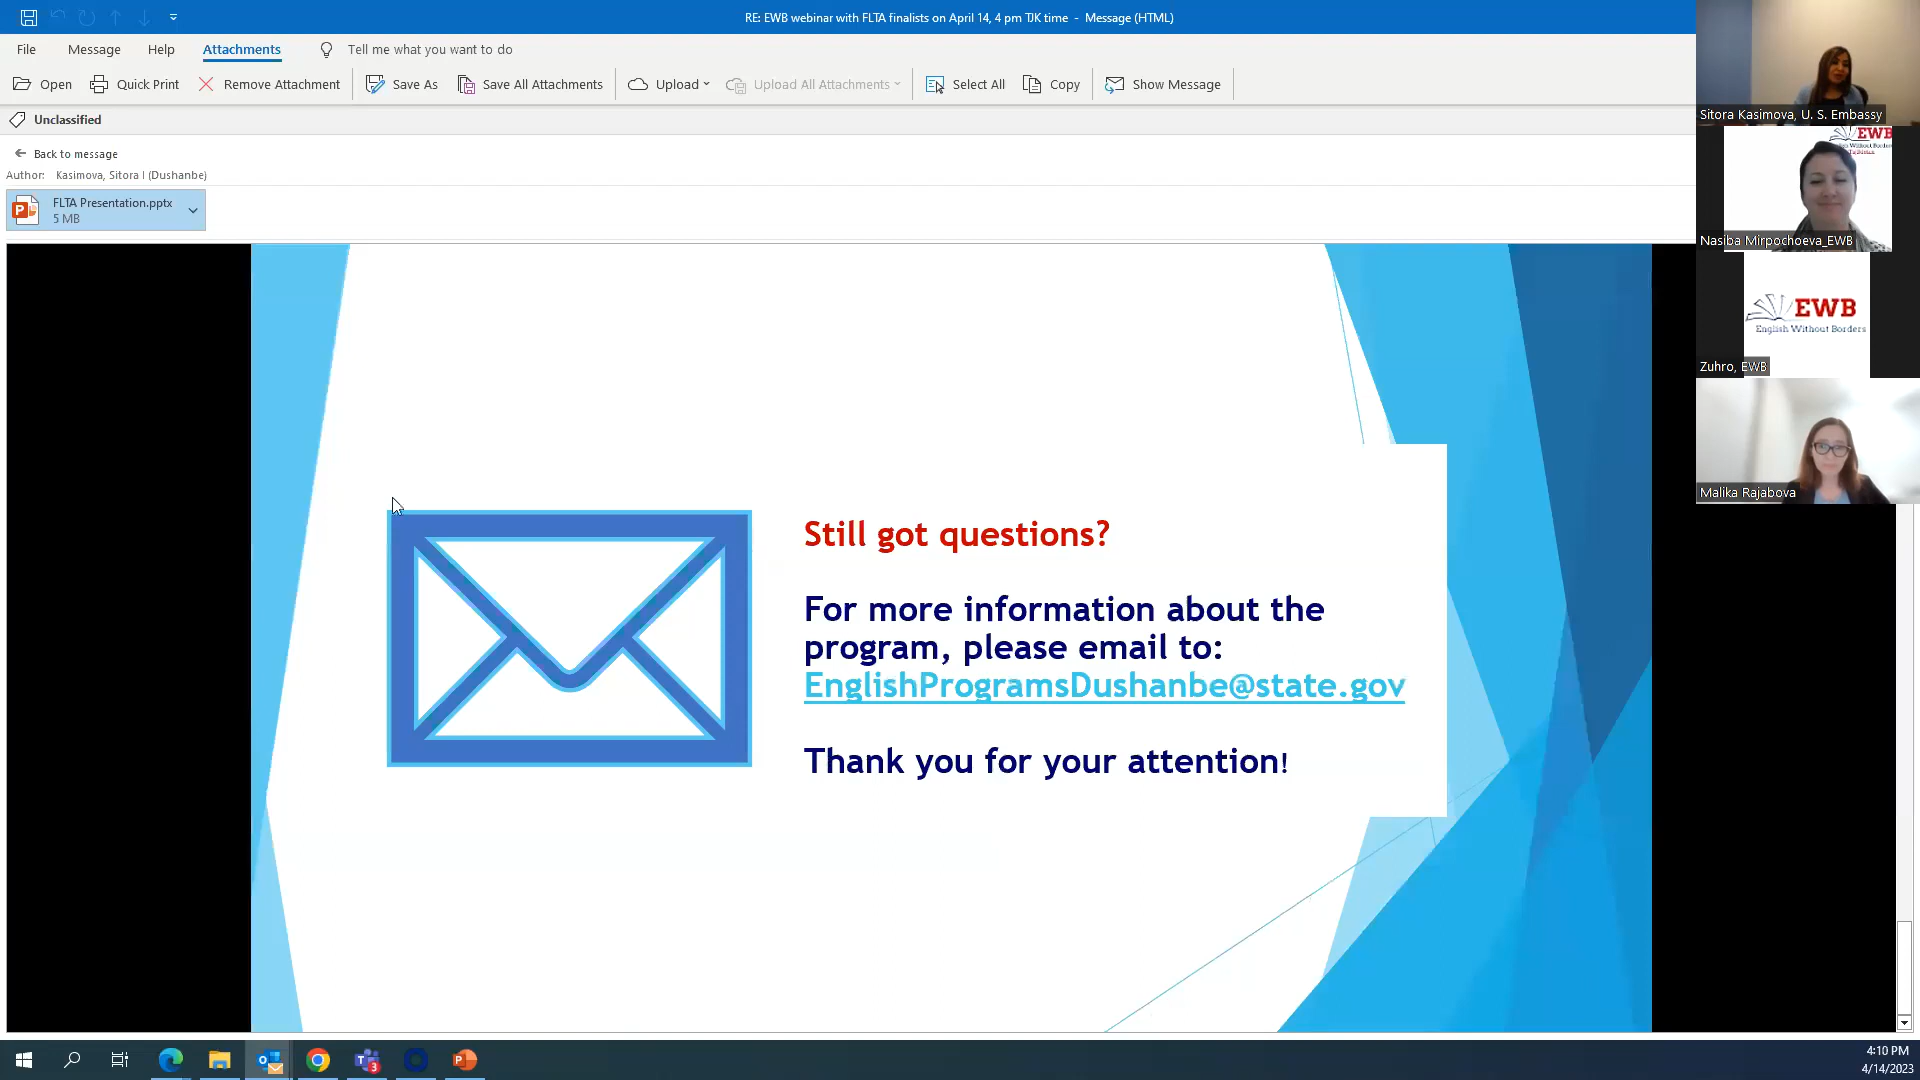 RE: EWB webinar with FLTA finalists on April 14, 4 pm TJK time - Message (HTML)
File Message Help Attachments Tell me what you want to do
Open Quick Print Remove Attachment Save As Save All Attachments Upload Upload All Attachments Select All Copy Show Message
Unclassified
Back to message
Author: Kasimova, Sitora I (Dushanbe)
FLTA Presentation.pptx
5 MB
Still got questions?
For more information about the
program, please email to:
EnglishProgramsDushanbe@state.gov
Thank you for your attention!
Sitora Kasimova, U. S. Embassy
EWB
Nasiba Mirpochoeva_EWB
EWB
English Without Borders
Zuhro, EWB
Malika Rajabova
3
4:10 PM
4/14/2023